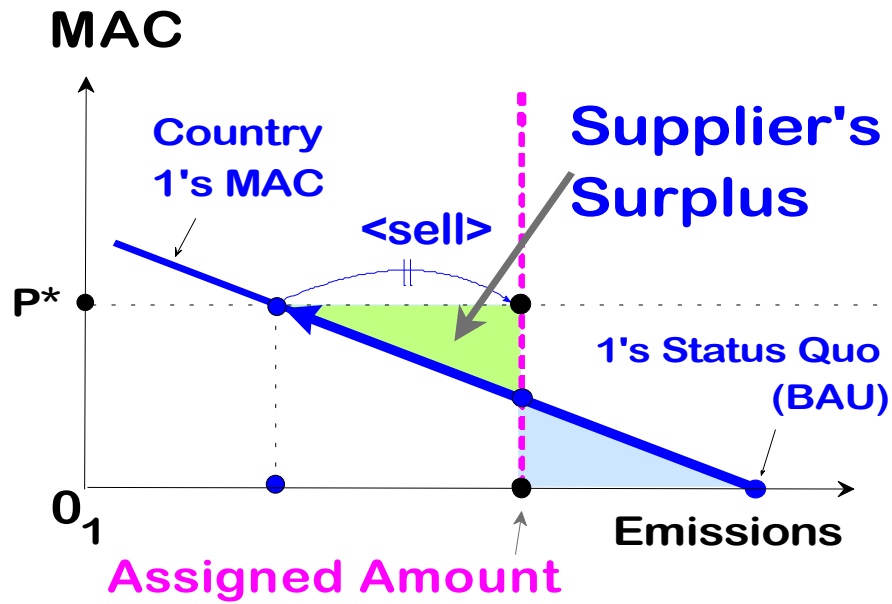 MAC
Country
1's MAC
Supplier's
Surplus
<sell>
P*
1's Status Quo
(BAU)
01
Emissions
Assigned Amount